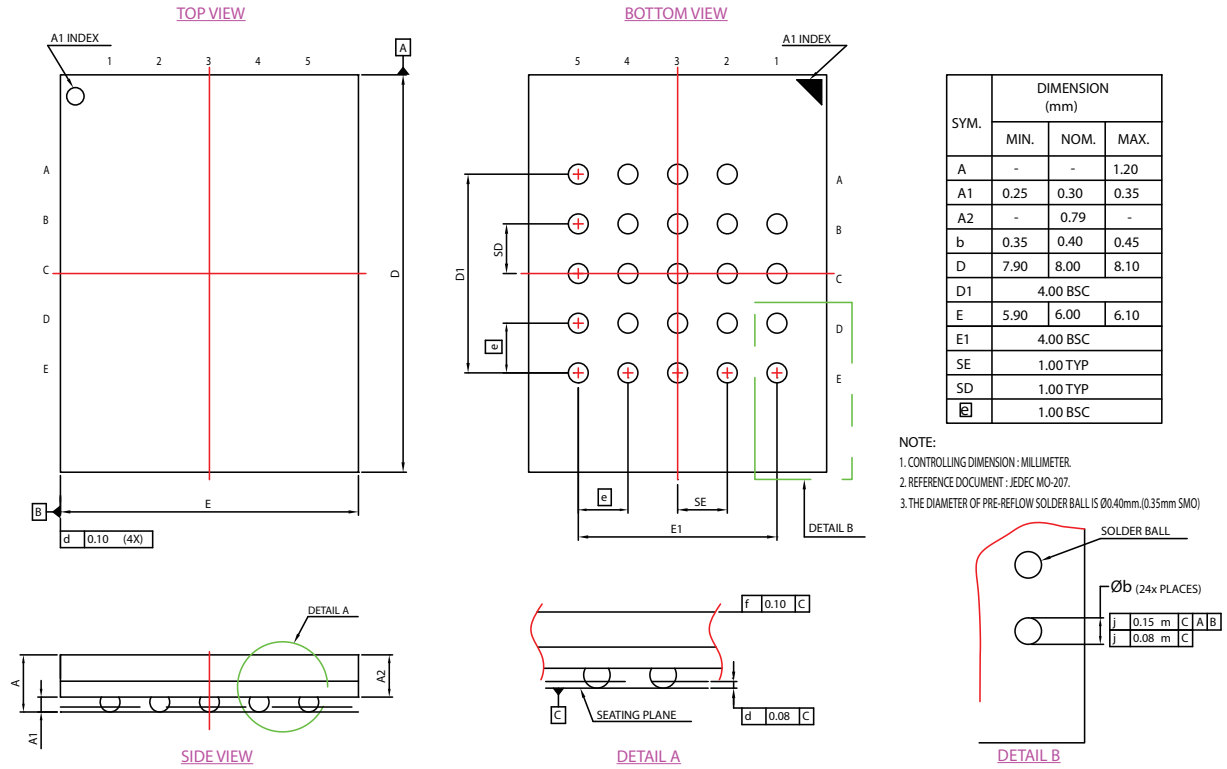 TOP VIEW
A1 INDEX
1 2 3 4 5
A
A
B
C
D
E
D
B
E
d 0.10 (4X)
BOTTOM VIEW
A1 INDEX
5 4 3 2 1
A
B
C
D
E
D1
SD
e
e
SE
E1
DETAIL B
SYM. DIMENSION (mm)
MIN. NOM. MAX.
A - - 1.20
A1 0.25 0.30 0.35
A2 - 0.79 -
b 0.35 0.40 0.45
D 7.90 8.00 8.10
D1 4.00 BSC
E 5.90 6.00 6.10
E1 4.00 BSC
SE 1.00 TYP
SD 1.00 TYP
e 1.00 BSC
NOTE:
1. CONTROLLING DIMENSION : MILLIMETER.
2. REFERENCE DOCUMENT : JEDEC MO-207.
3. THE DIAMETER OF PRE-REFLOW SOLDER BALL IS Ø0.40mm.(0.35mm SMO)
DETAIL A
A
A1
A2
SIDE VIEW
f 0.10 C
C
SEATING PLANE
d 0.08 C
DETAIL A
SOLDER BALL
Øb (24x PLACES)
j 0.15 m C A B
j 0.08 m C
DETAIL B